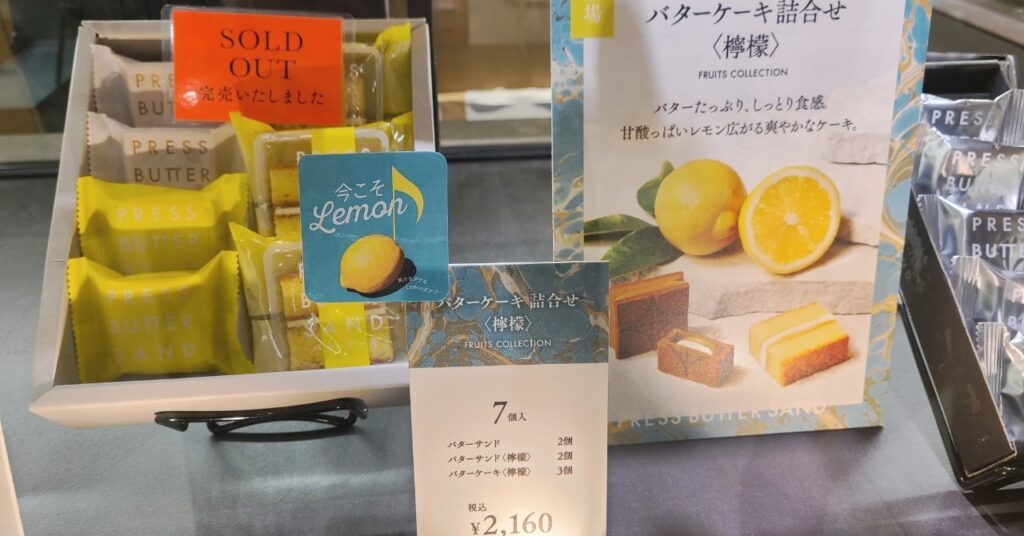 SOLD
OUT
完売いたしました
PRESS
BUTTER
PRESS
BUTTER
PRESS
BUTTER
SAND
PRESS
BUTTER
SAND
SAND
今こそ
Lemon
バターケーキ 詰合せ
〈檸檬〉
FRUITS COLLECTION
7個入
バターサンド 2個
バターサンド〈檸檬〉 2個
バターケーキ〈檸檬〉 3個
税込
¥2,160
場
バターケーキ詰合せ
〈檸檬〉
FRUITS COLLECTION
バターたっぷり、しっとり食感。
甘酸っぱいレモン広がる爽やかなケーキ。
PRESS BUTTER SAND
PRESS
PRESS
BUTTER
PRESS
BUTTER
PRESS